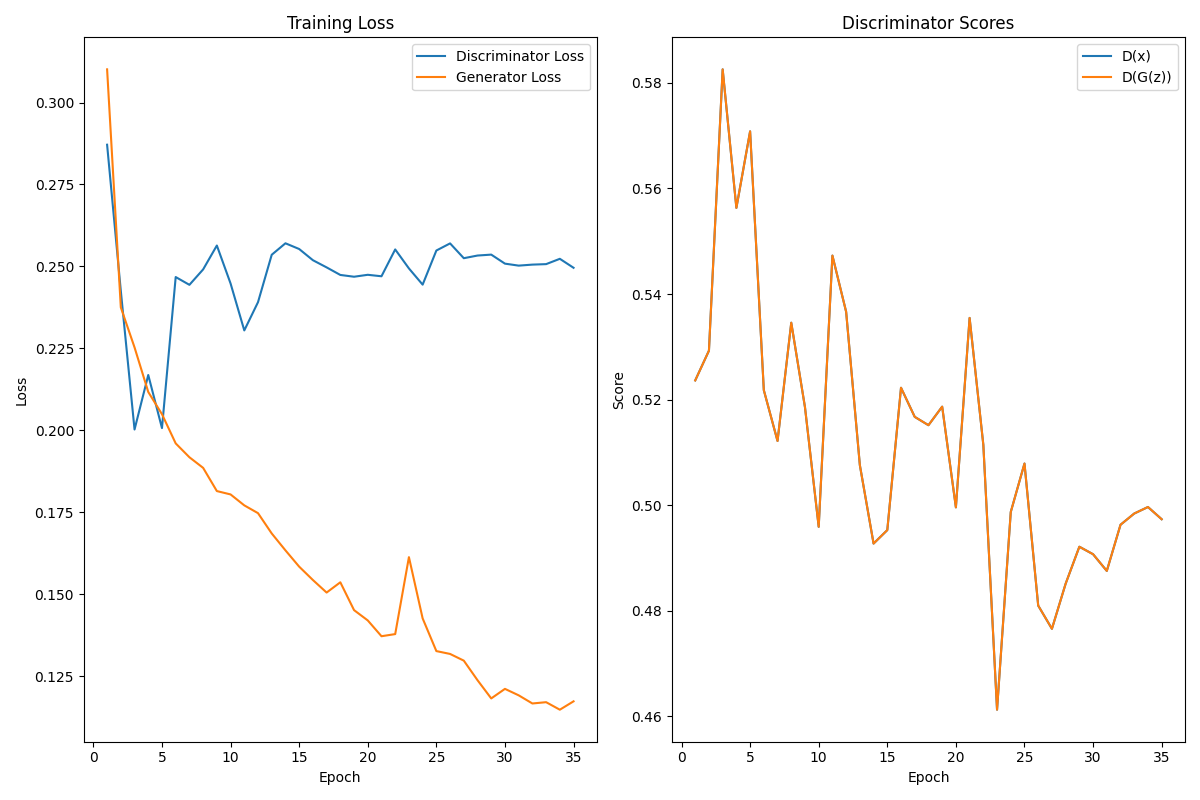 Training Loss
Discriminator Loss
Generator Loss
0.300
0.275
0.250
0.225
0.200
0.175
0.150
0.125
Loss
0 5 10 15 20 25 30 35
Epoch
Discriminator Scores
D(x)
D(G(z))
0.58
0.56
0.54
0.52
0.50
0.48
0.46
Score
0 5 10 15 20 25 30 35
Epoch